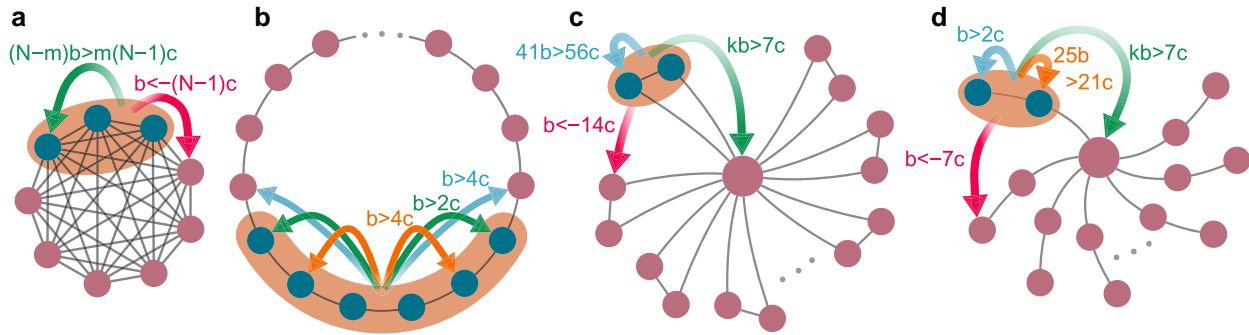 a
(N−m)b>m(N−1)c
b<−(N−1)c
b
b>4c
b>2c
b>4c
c
41b>56c
kb>7c
b<−14c
d
b>2c
25b
>21c
kb>7c
b<−7c